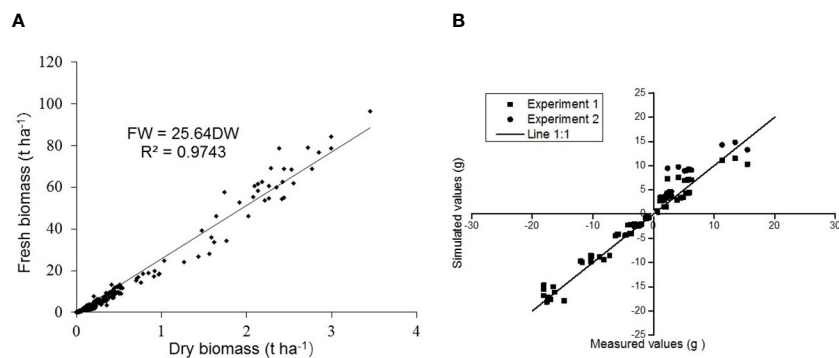 A
B
120
100
80
60
40
20
0
0
1
2
3
4
Fresh biomass (t ha⁻¹)
Dry biomass (t ha⁻¹)
FW = 25.64DW
R² = 0.9743
Experiment 1
Experiment 2
Line 1:1
25
20
15
10
5
0
-5
-10
-15
-20
-25
-30
-20
-10
0
10
20
30
Simulated values (g)
Measured values (g )